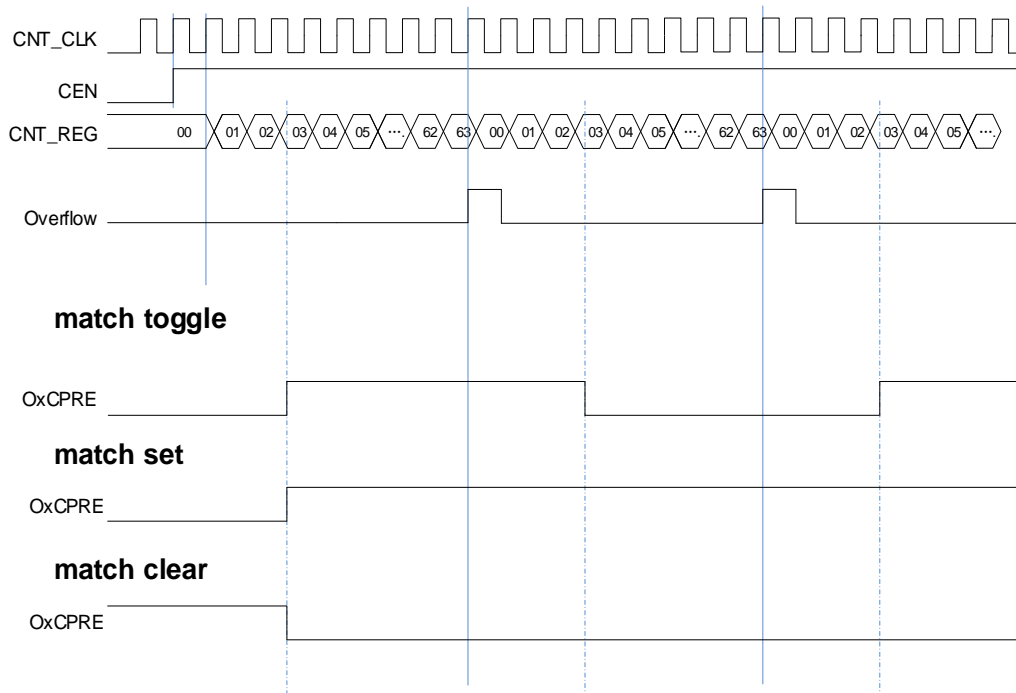 CNT_CLK
CEN
CNT_REG 00 01 02 03 04 05 …. 62 63 00 01 02 03 04 05 …. 62 63 00 01 02 03 04 05 ….
Overflow
match toggle
OxCPRE
match set
OxCPRE
match clear
OxCPRE